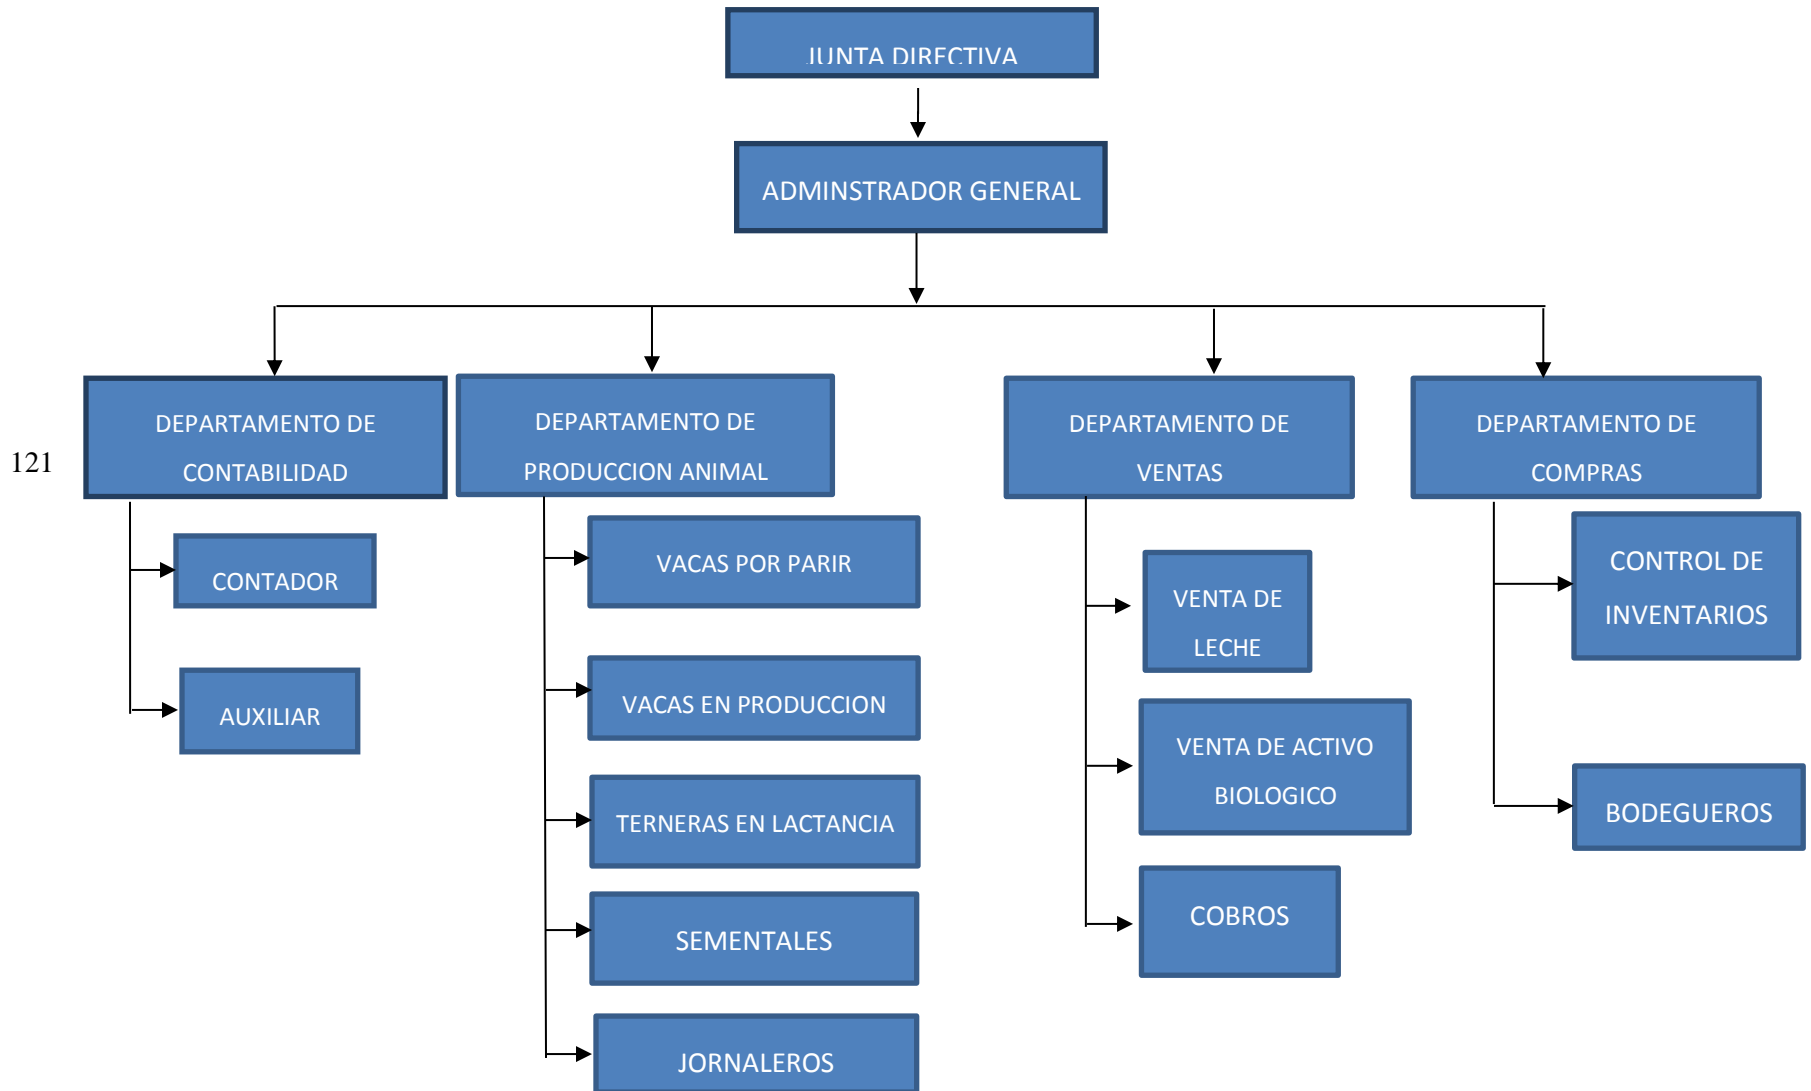 JUNTA DIRECTIVA
ADMINSTRADOR GENERAL
DEPARTAMENTO DE
CONTABILIDAD
DEPARTAMENTO DE
PRODUCCION ANIMAL
DEPARTAMENTO DE
VENTAS
DEPARTAMENTO DE
COMPRAS
121
CONTADOR
AUXILIAR
VACAS POR PARIR
VACAS EN PRODUCCION
TERNERAS EN LACTANCIA
SEMENTALES
JORNALEROS
VENTA DE
LECHE
VENTA DE ACTIVO
BIOLOGICO
COBROS
CONTROL DE
INVENTARIOS
BODEGUEROS